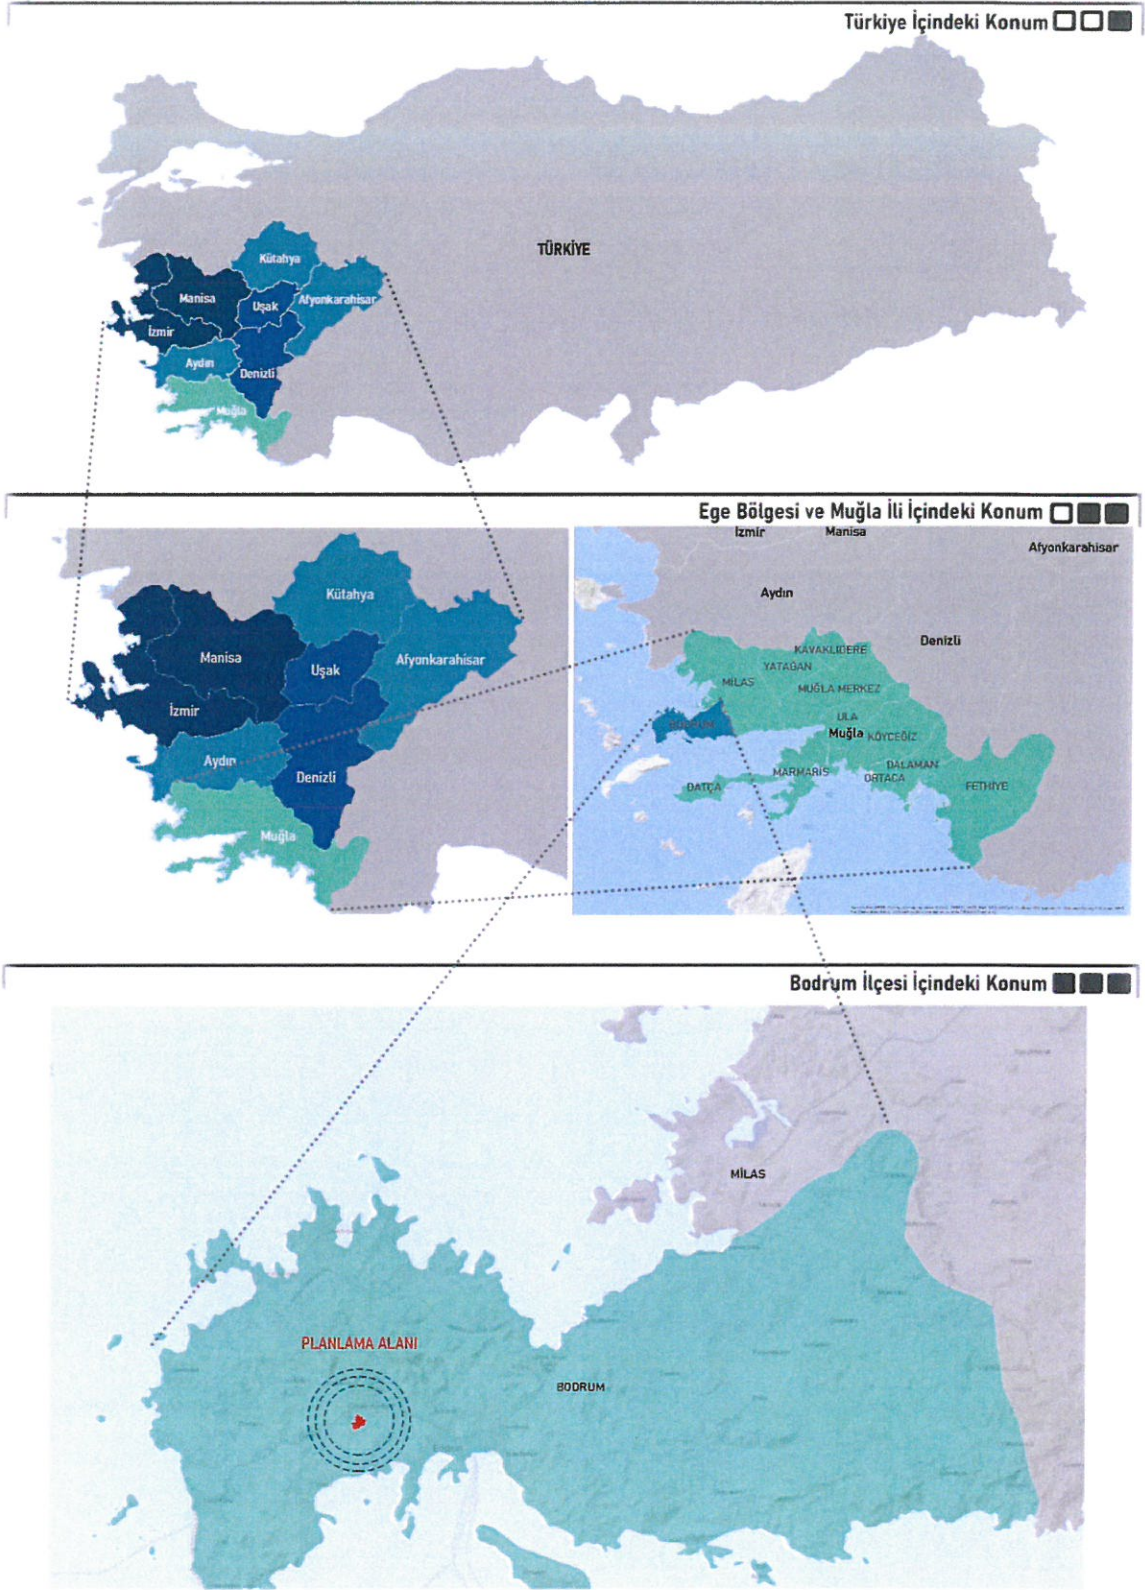 Türkiye İçindeki Konum
TÜRKİYE
Kütahya
Manisa
Uşak
Afyonkarahisar
İzmir
Aydın
Denizli
Muğla
Ege Bölgesi ve Muğla İli İçindeki Konum
Kütahya
Manisa
Uşak
Afyonkarahisar
İzmir
Aydın
Denizli
Muğla
İzmir
Manisa
Afyonkarahisar
Aydın
Denizli
KAVAKLIDERE
YATAĞAN
MİLAS
MUĞLA MERKEZ
ULA
BODRUM
Muğla
KÖYCEĞİZ
DALAMAN
MARMARİS
ORTACA
DATÇA
FETHİYE
Bodrum İlçesi İçindeki Konum
MİLAS
PLANLAMA ALANI
BODRUM